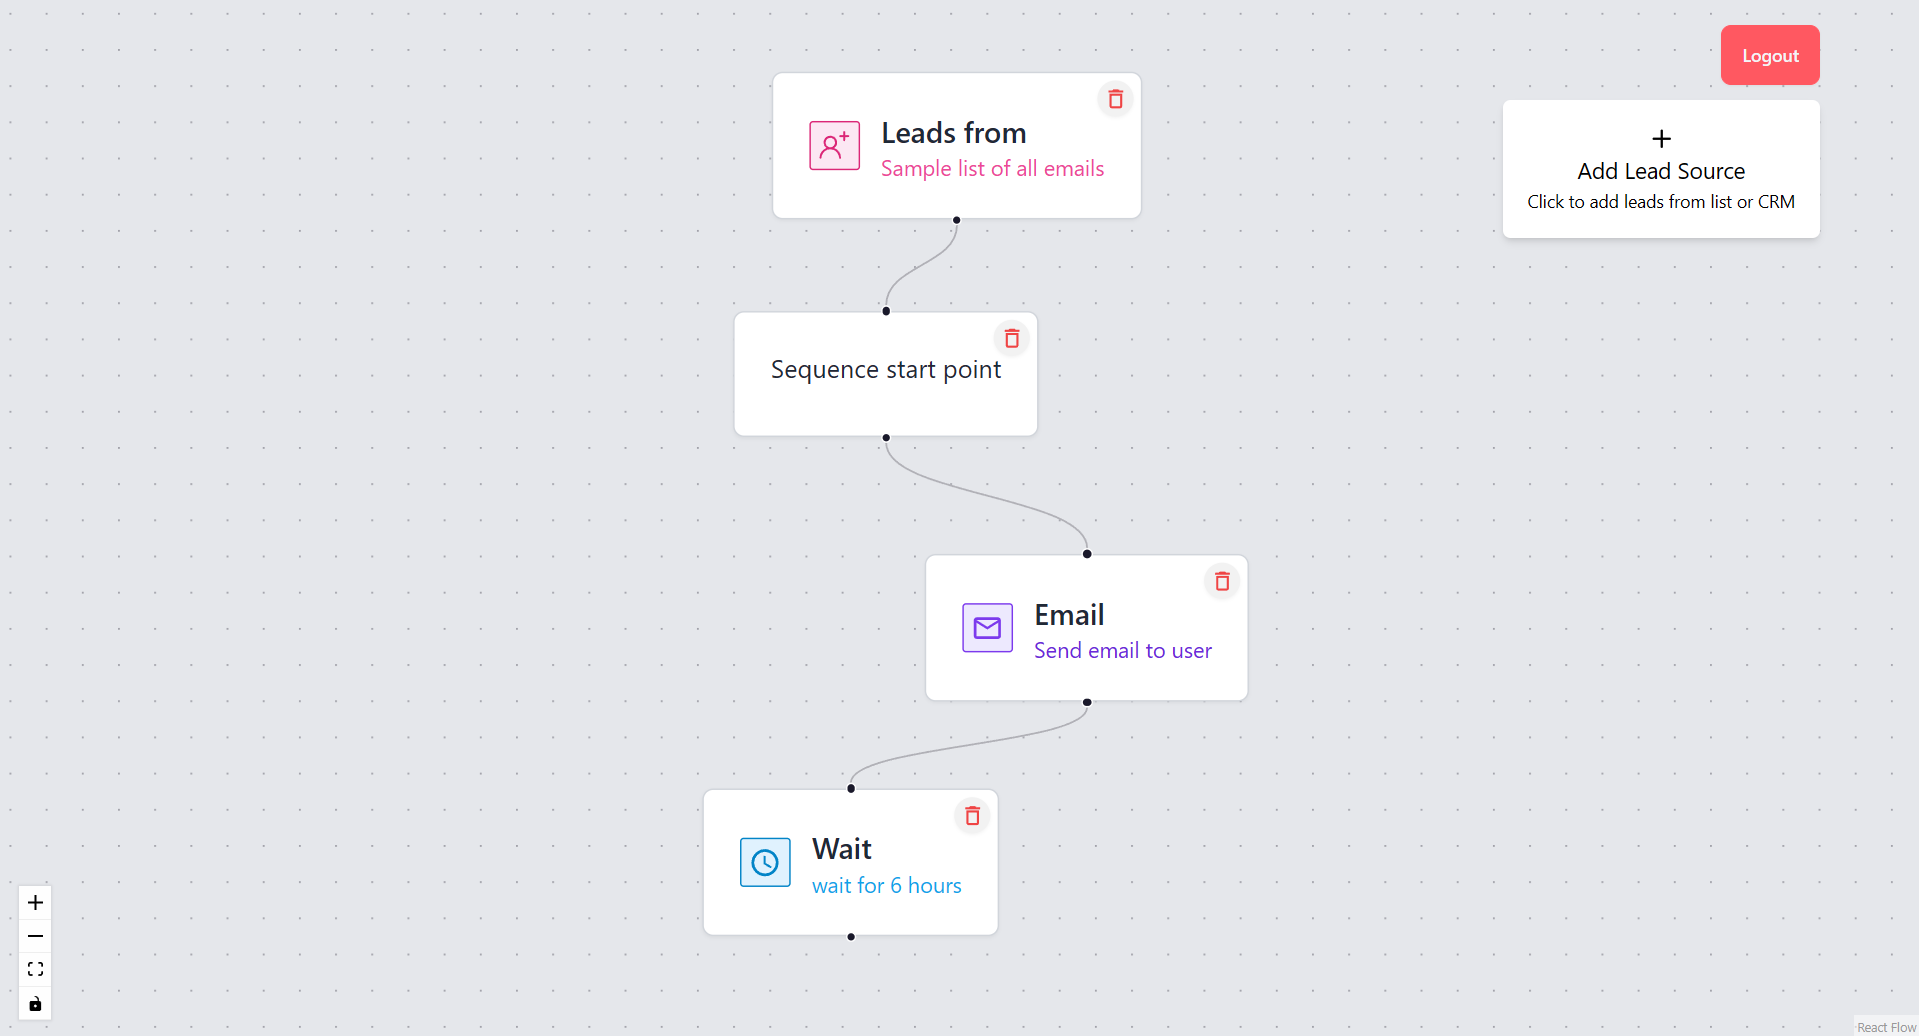 Logout
Leads from
Sample list of all emails
Add Lead Source
Click to add leads from list or CRM
Sequence start point
Email
Send email to user
Wait
wait for 6 hours
React Flow